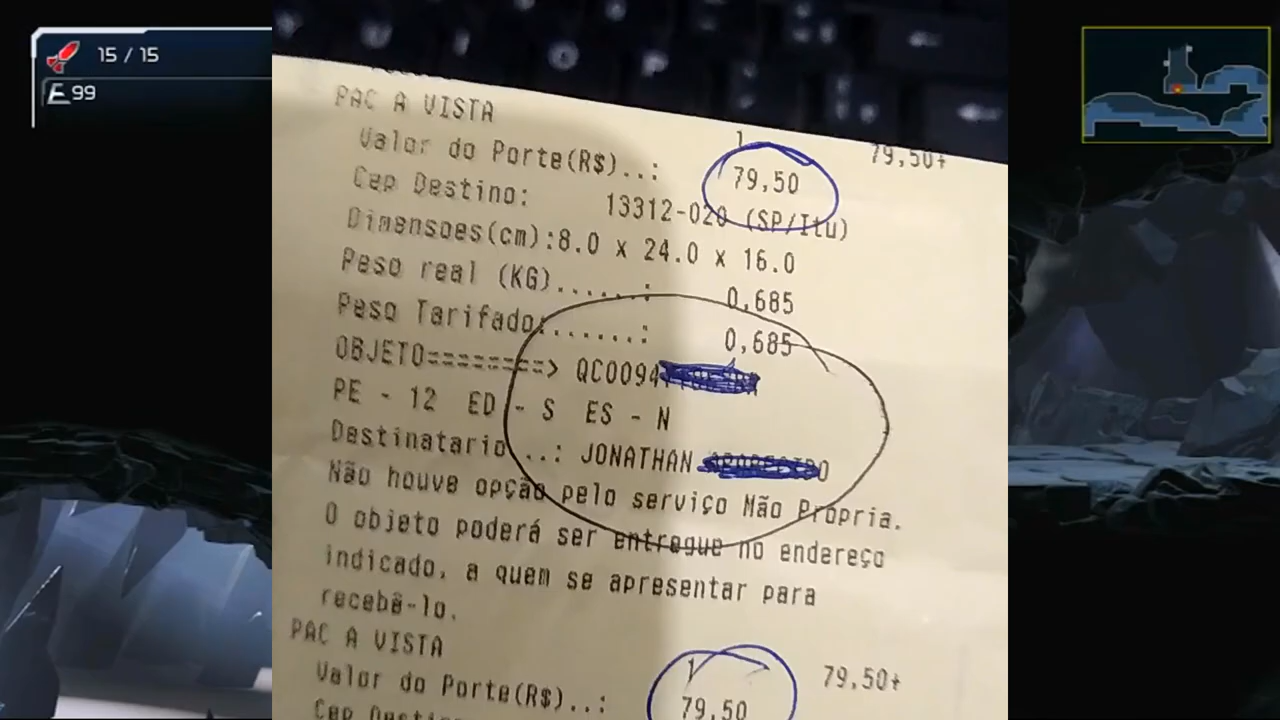 15 / 15
E 99
PAC A VISTA 1 79,50+
Valor do Porte(R$)..: 79,50
Cep Destino: 13312-020 (SP/Itu)
Dimensoes(cm):8.0 x 24.0 x 16.0
Peso real (KG).....: 0,685
Peso Tarifado:......: 0,685
OBJETO========> QC0094
PE - 12 ED - S ES - N
Destinatario ..: JONATHAN
Não houve opção pelo serviço Mão Própria.
O objeto poderá ser entregue no endereço
indicado, a quem se apresentar para
recebê-lo.
PAC A VISTA 1 79,50+
Valor do Porte(R$)..: 79,50
Cep